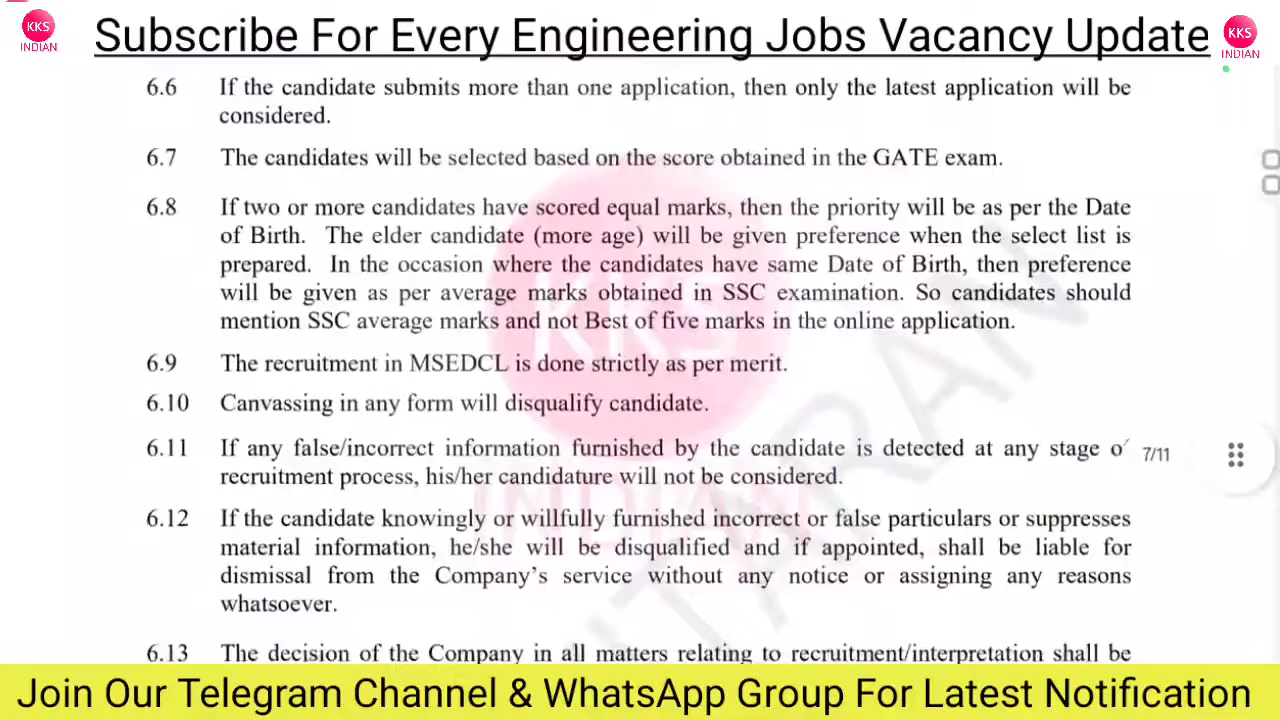 KKS
INDIAN
Subscribe For Every Engineering Jobs Vacancy Update
KKS
INDIAN
6.6 If the candidate submits more than one application, then only the latest application will be
considered.
6.7 The candidates will be selected based on the score obtained in the GATE exam.
6.8 If two or more candidates have scored equal marks, then the priority will be as per the Date
of Birth. The elder candidate (more age) will be given preference when the select list is
prepared. In the occasion where the candidates have same Date of Birth, then preference
will be given as per average marks obtained in SSC examination. So candidates should
mention SSC average marks and not Best of five marks in the online application.
6.9 The recruitment in MSEDCL is done strictly as per merit.
6.10 Canvassing in any form will disqualify candidate.
6.11 If any false/incorrect information furnished by the candidate is detected at any stage
7/11
recruitment process, his/her candidature will not be considered.
6.12 If the candidate knowingly or willfully furnished incorrect or false particulars or suppresses
material information, he/she will be disqualified and if appointed, shall be liable for
dismissal from the Company's service without any notice or assigning any reasons
whatsoever.
6.13 The decision of the Company in all matters relating to recruitment/interpretation shall be
KKS
INDIAN
Join Our Telegram Channel & WhatsApp Group For Latest Notification